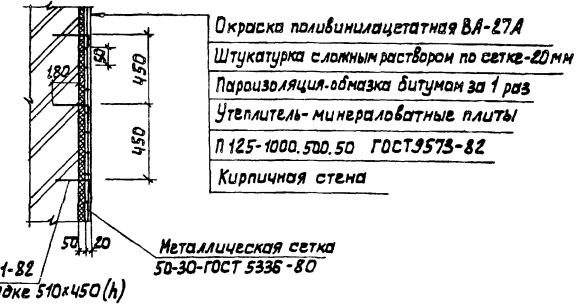 Окраска поливинилацетатная ВА-27А
Штукатурка сложным раствором по сетке-20мм
Пароизоляция-обмазка битумом за 1 раз
Утеплитель-минераловатные плиты
П 125-1000.500.50 ГОСТ 9573-82
Кирпичная стена
180
50
450
450
50 20
Металлическая сетка
50-30-ГОСТ 5336-80
1-82
дке 510×450 (h)